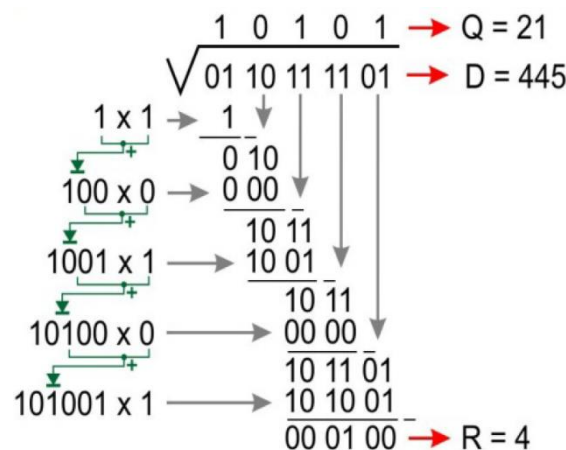 1 0 1 0 1 Q = 21
01 10 11 11 01 D = 445
1 x 1 1
+
0 10
100 x 0 0 00
+
10 11
1001 x 1 10 01
+
10 11
10100 x 0 00 00
+
10 11 01
101001 x 1 10 10 01
00 01 00 R = 4